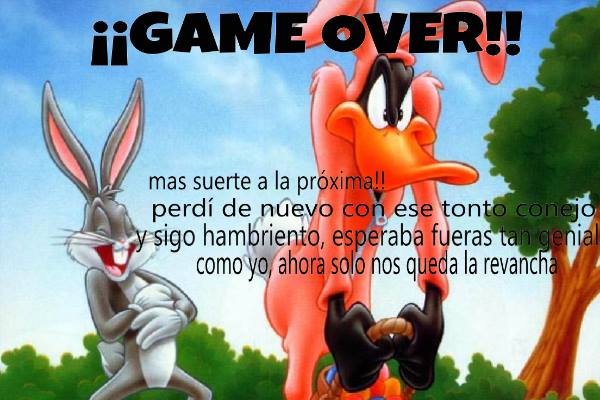 ¡¡GAME OVER!!
mas suerte a la próxima!!
perdí de nuevo con ese tonto conejo
y sigo hambriento, esperaba fueras tan genial
como yo, ahora solo nos queda la revancha